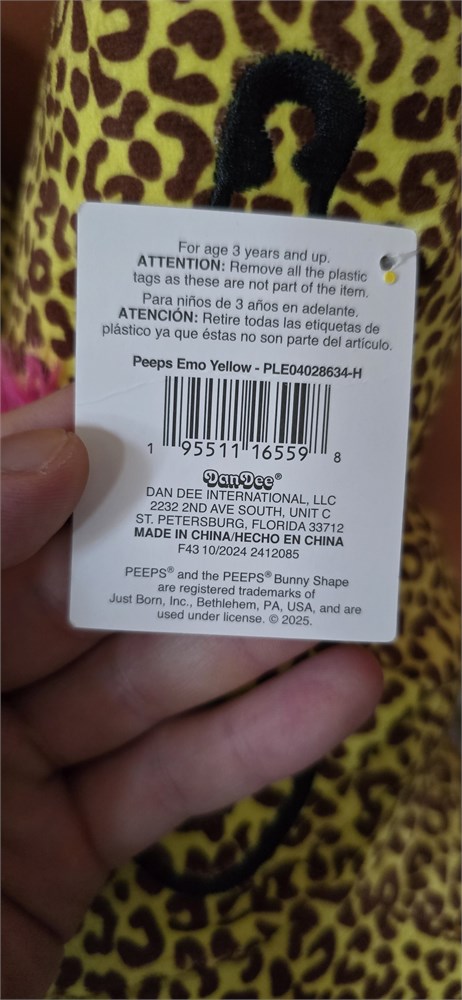 For age 3 years and up.
ATTENTION: Remove all the plastic
tags as these are not part of the item.
Para niños de 3 años en adelante.
ATENCIÓN: Retire todas las etiquetas de
plástico ya que éstas no son parte del artículo.
Peeps Emo Yellow - PLE04028634-H
1 95511 16559 8
DanDee®
DAN DEE INTERNATIONAL, LLC
2232 2ND AVE SOUTH, UNIT C
ST. PETERSBURG, FLORIDA 33712
MADE IN CHINA/HECHO EN CHINA
F43 10/2024 2412085
PEEPS® and the PEEPS® Bunny Shape
are registered trademarks of
Just Born, Inc., Bethlehem, PA, USA, and are
used under license. © 2025.